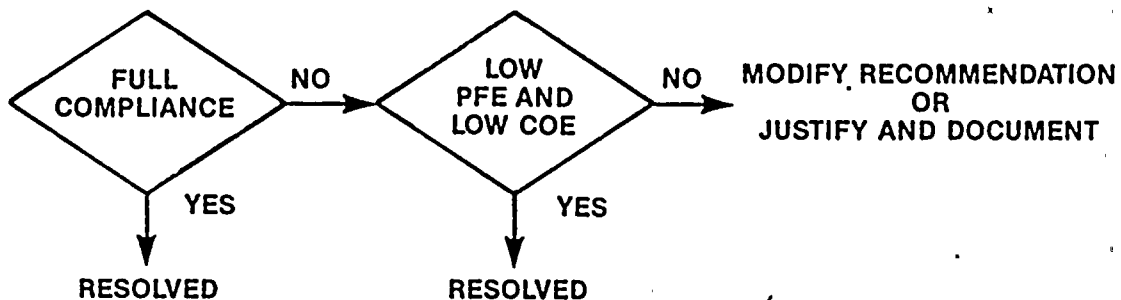 FULL
COMPLIANCE
NO
LOW
PFE AND
LOW COE
NO
MODIFY RECOMMENDATION
OR
JUSTIFY AND DOCUMENT
YES
RESOLVED
YES
RESOLVED